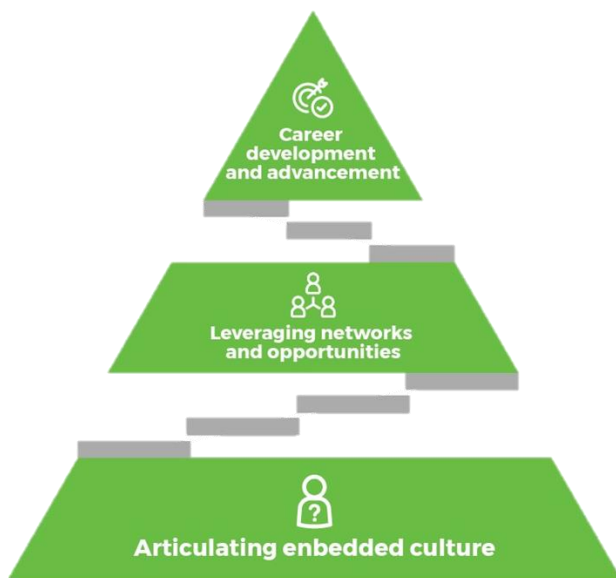 Career
development
and advancement
Leveraging networks
and opportunities
?
Articulating enbedded culture